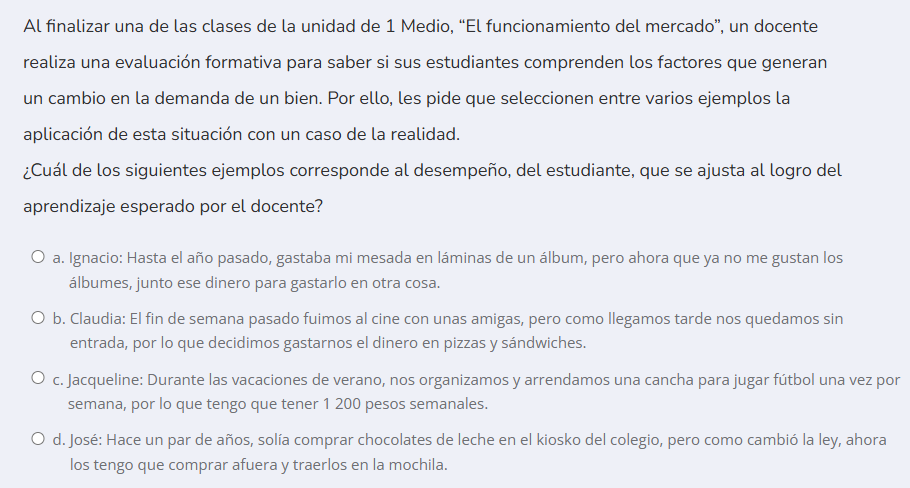 Al finalizar una de las clases de la unidad de 1 Medio, “El funcionamiento del mercado”, un docente
realiza una evaluación formativa para saber si sus estudiantes comprenden los factores que generan
un cambio en la demanda de un bien. Por ello, les pide que seleccionen entre varios ejemplos la
aplicación de esta situación con un caso de la realidad.
¿Cuál de los siguientes ejemplos corresponde al desempeño, del estudiante, que se ajusta al logro del
aprendizaje esperado por el docente?
a. Ignacio: Hasta el año pasado, gastaba mi mesada en láminas de un álbum, pero ahora que ya no me gustan los
álbumes, junto ese dinero para gastarlo en otra cosa.
b. Claudia: El fin de semana pasado fuimos al cine con unas amigas, pero como llegamos tarde nos quedamos sin
entrada, por lo que decidimos gastarnos el dinero en pizzas y sándwiches.
c. Jacqueline: Durante las vacaciones de verano, nos organizamos y arrendamos una cancha para jugar fútbol una vez por
semana, por lo que tengo que tener 1 200 pesos semanales.
d. José: Hace un par de años, solía comprar chocolates de leche en el kiosko del colegio, pero como cambió la ley, ahora
los tengo que comprar afuera y traerlos en la mochila.